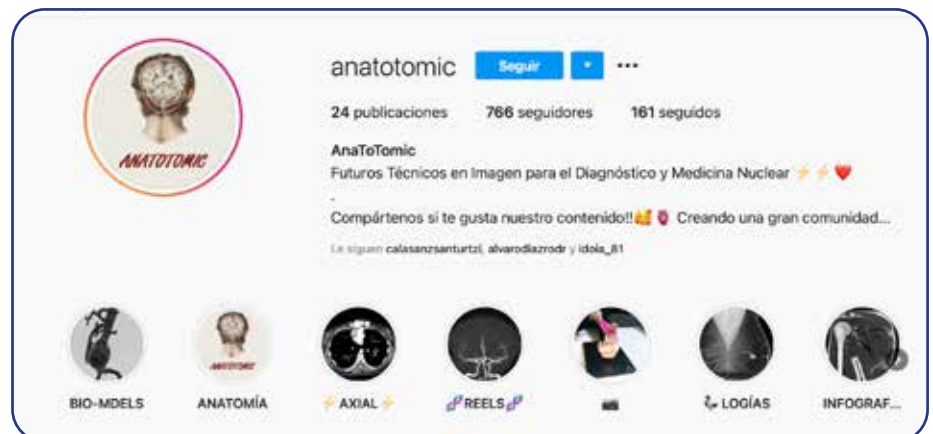 anatotomic Seguir ▾ •••
24 publicaciones 766 seguidores 161 seguidos
ANATOTOMIC
AnaToTomic
Futuros Técnicos en Imagen para el Diagnóstico y Medicina Nuclear ⚡⚡❤️
.
Compártenos si te gusta nuestro contenido!!🥰🫀 Creando una gran comunidad...
Le siguen calasanzsanturtzi, alvarodiazrodr y idoia_81
ANATOTOMIC
BIO-MDELS ANATOMÍA ⚡AXIAL⚡ 🧬REELS🧬 📷 🦢LOGÍAS INFOGRAF...